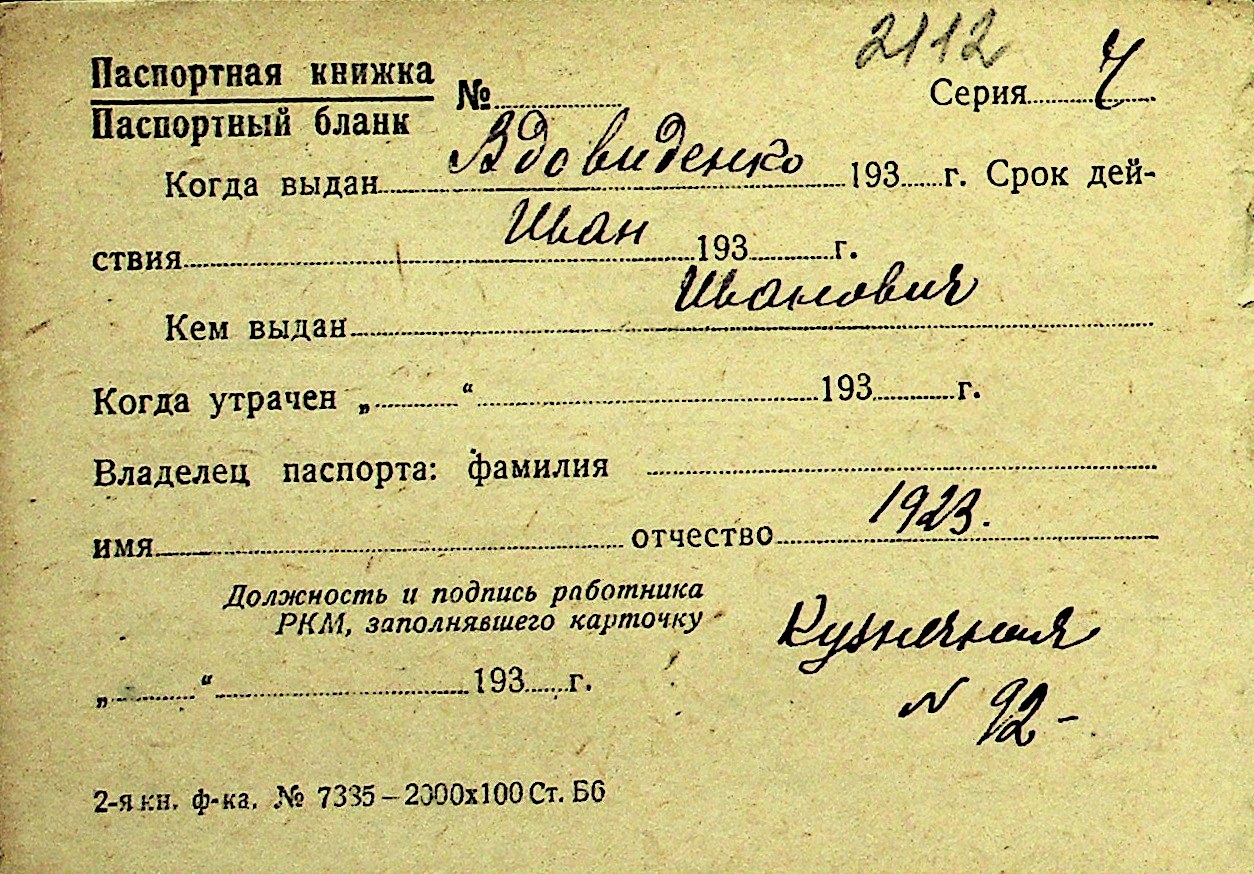 2112
Паспортная книжка
Паспортный бланк
№ Серия 4
Вдовиденко
Когда выдан 193 г. Срок дей-
Иван
ствия 193 г.
Иванович
Кем выдан
Когда утрачен „ “ 193 г.
Владелец паспорта: фамилия
1923.
имя отчество
Должность и подпись работника
РКМ, заполнявшего карточку
Кузнечная
„ “ 193 г.
N 92-
2-я кн. ф-ка. № 7335–2000х100 Ст. Б6